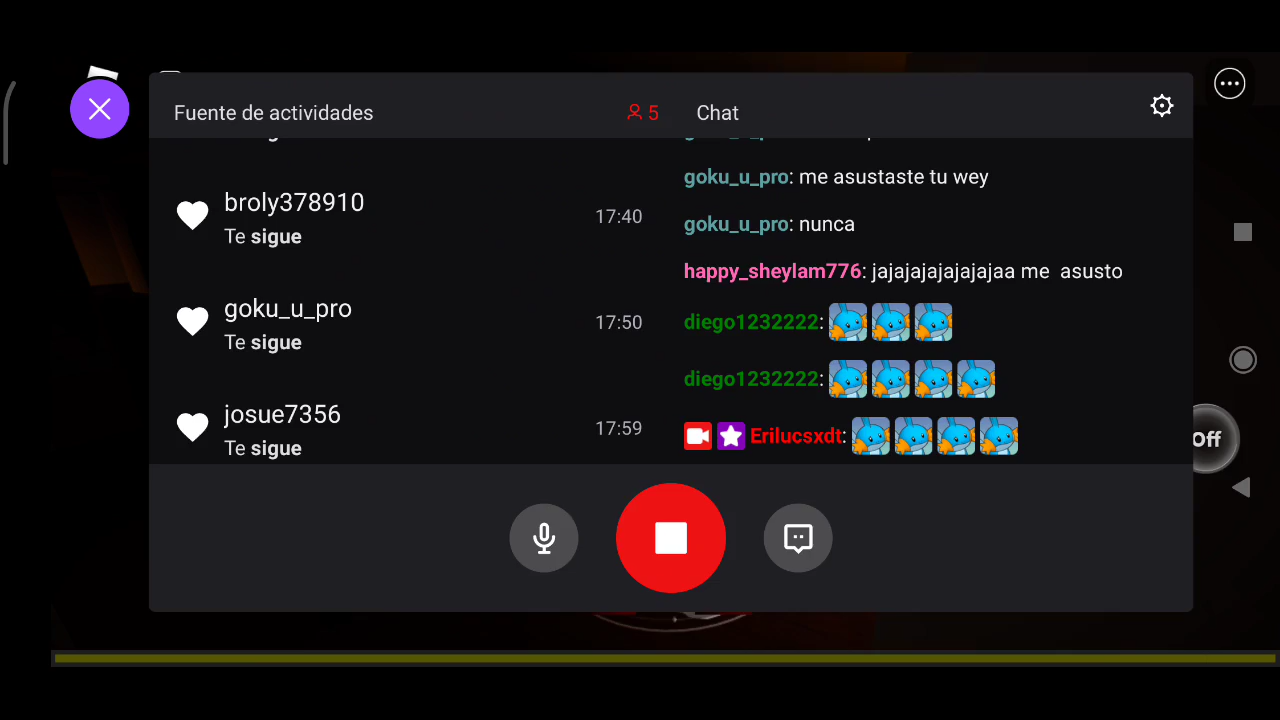 Fuente de actividades
5
broly378910
Te sigue
17:40
goku_u_pro
Te sigue
17:50
josue7356
Te sigue
17:59
Chat
goku_u_pro: me asustaste tu wey
goku_u_pro: nunca
happy_sheylam776: jajajajajajajajaa me  asusto
diego1232222:
diego1232222:
Erilucsxdt:
Off